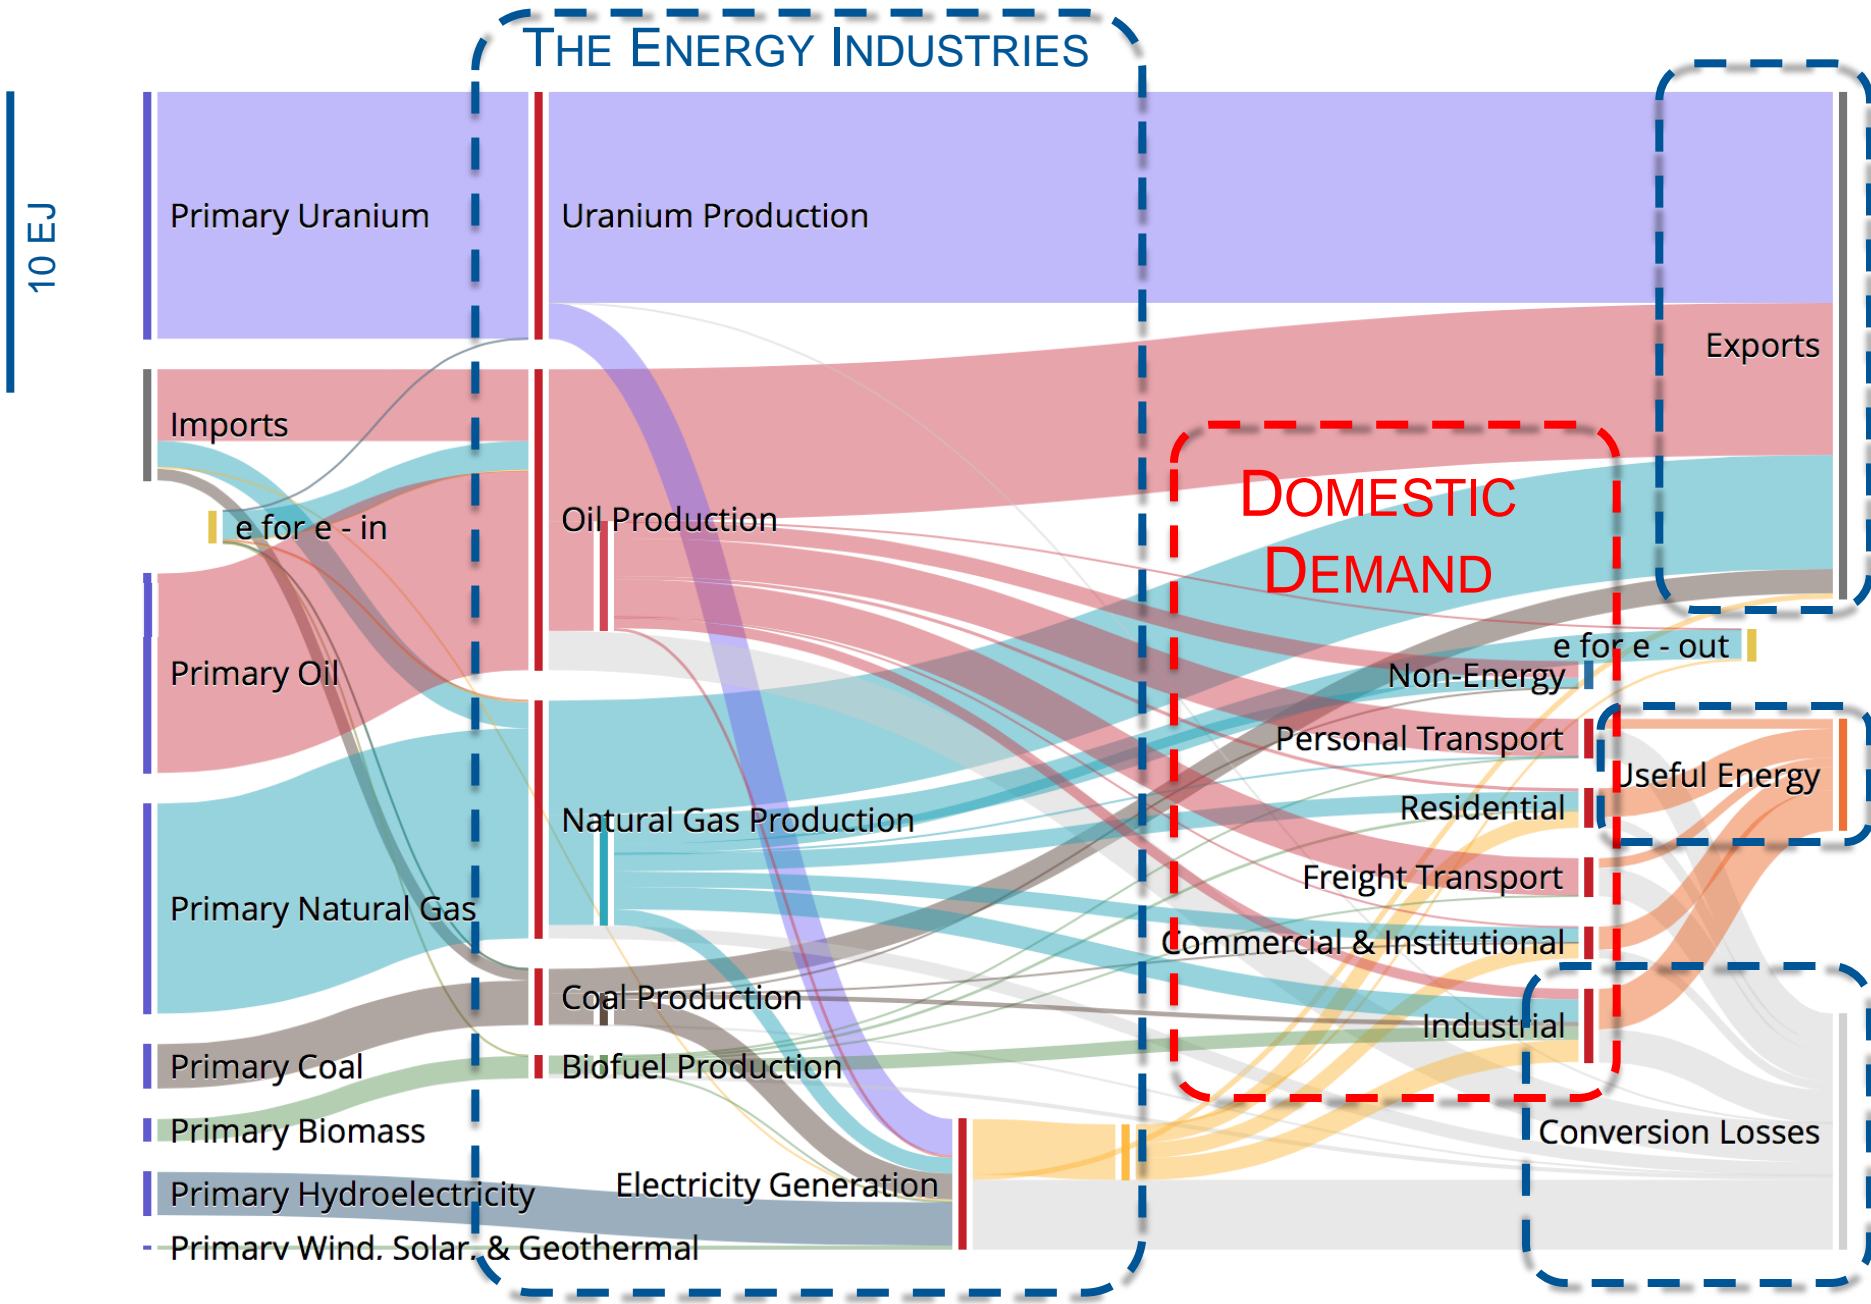 THE ENERGY INDUSTRIES
10 EJ
Primary Uranium
Uranium Production
Exports
Imports
DOMESTIC
DEMAND
e for e - in
Oil Production
e for e - out
Non-Energy
Primary Oil
Personal Transport
Useful Energy
Residential
Natural Gas Production
Freight Transport
Primary Natural Gas
Commercial & Institutional
Coal Production
Industrial
Primary Coal
Biofuel Production
Primary Biomass
Conversion Losses
Primary Hydroelectricity
Electricity Generation
Primary Wind, Solar, & Geothermal